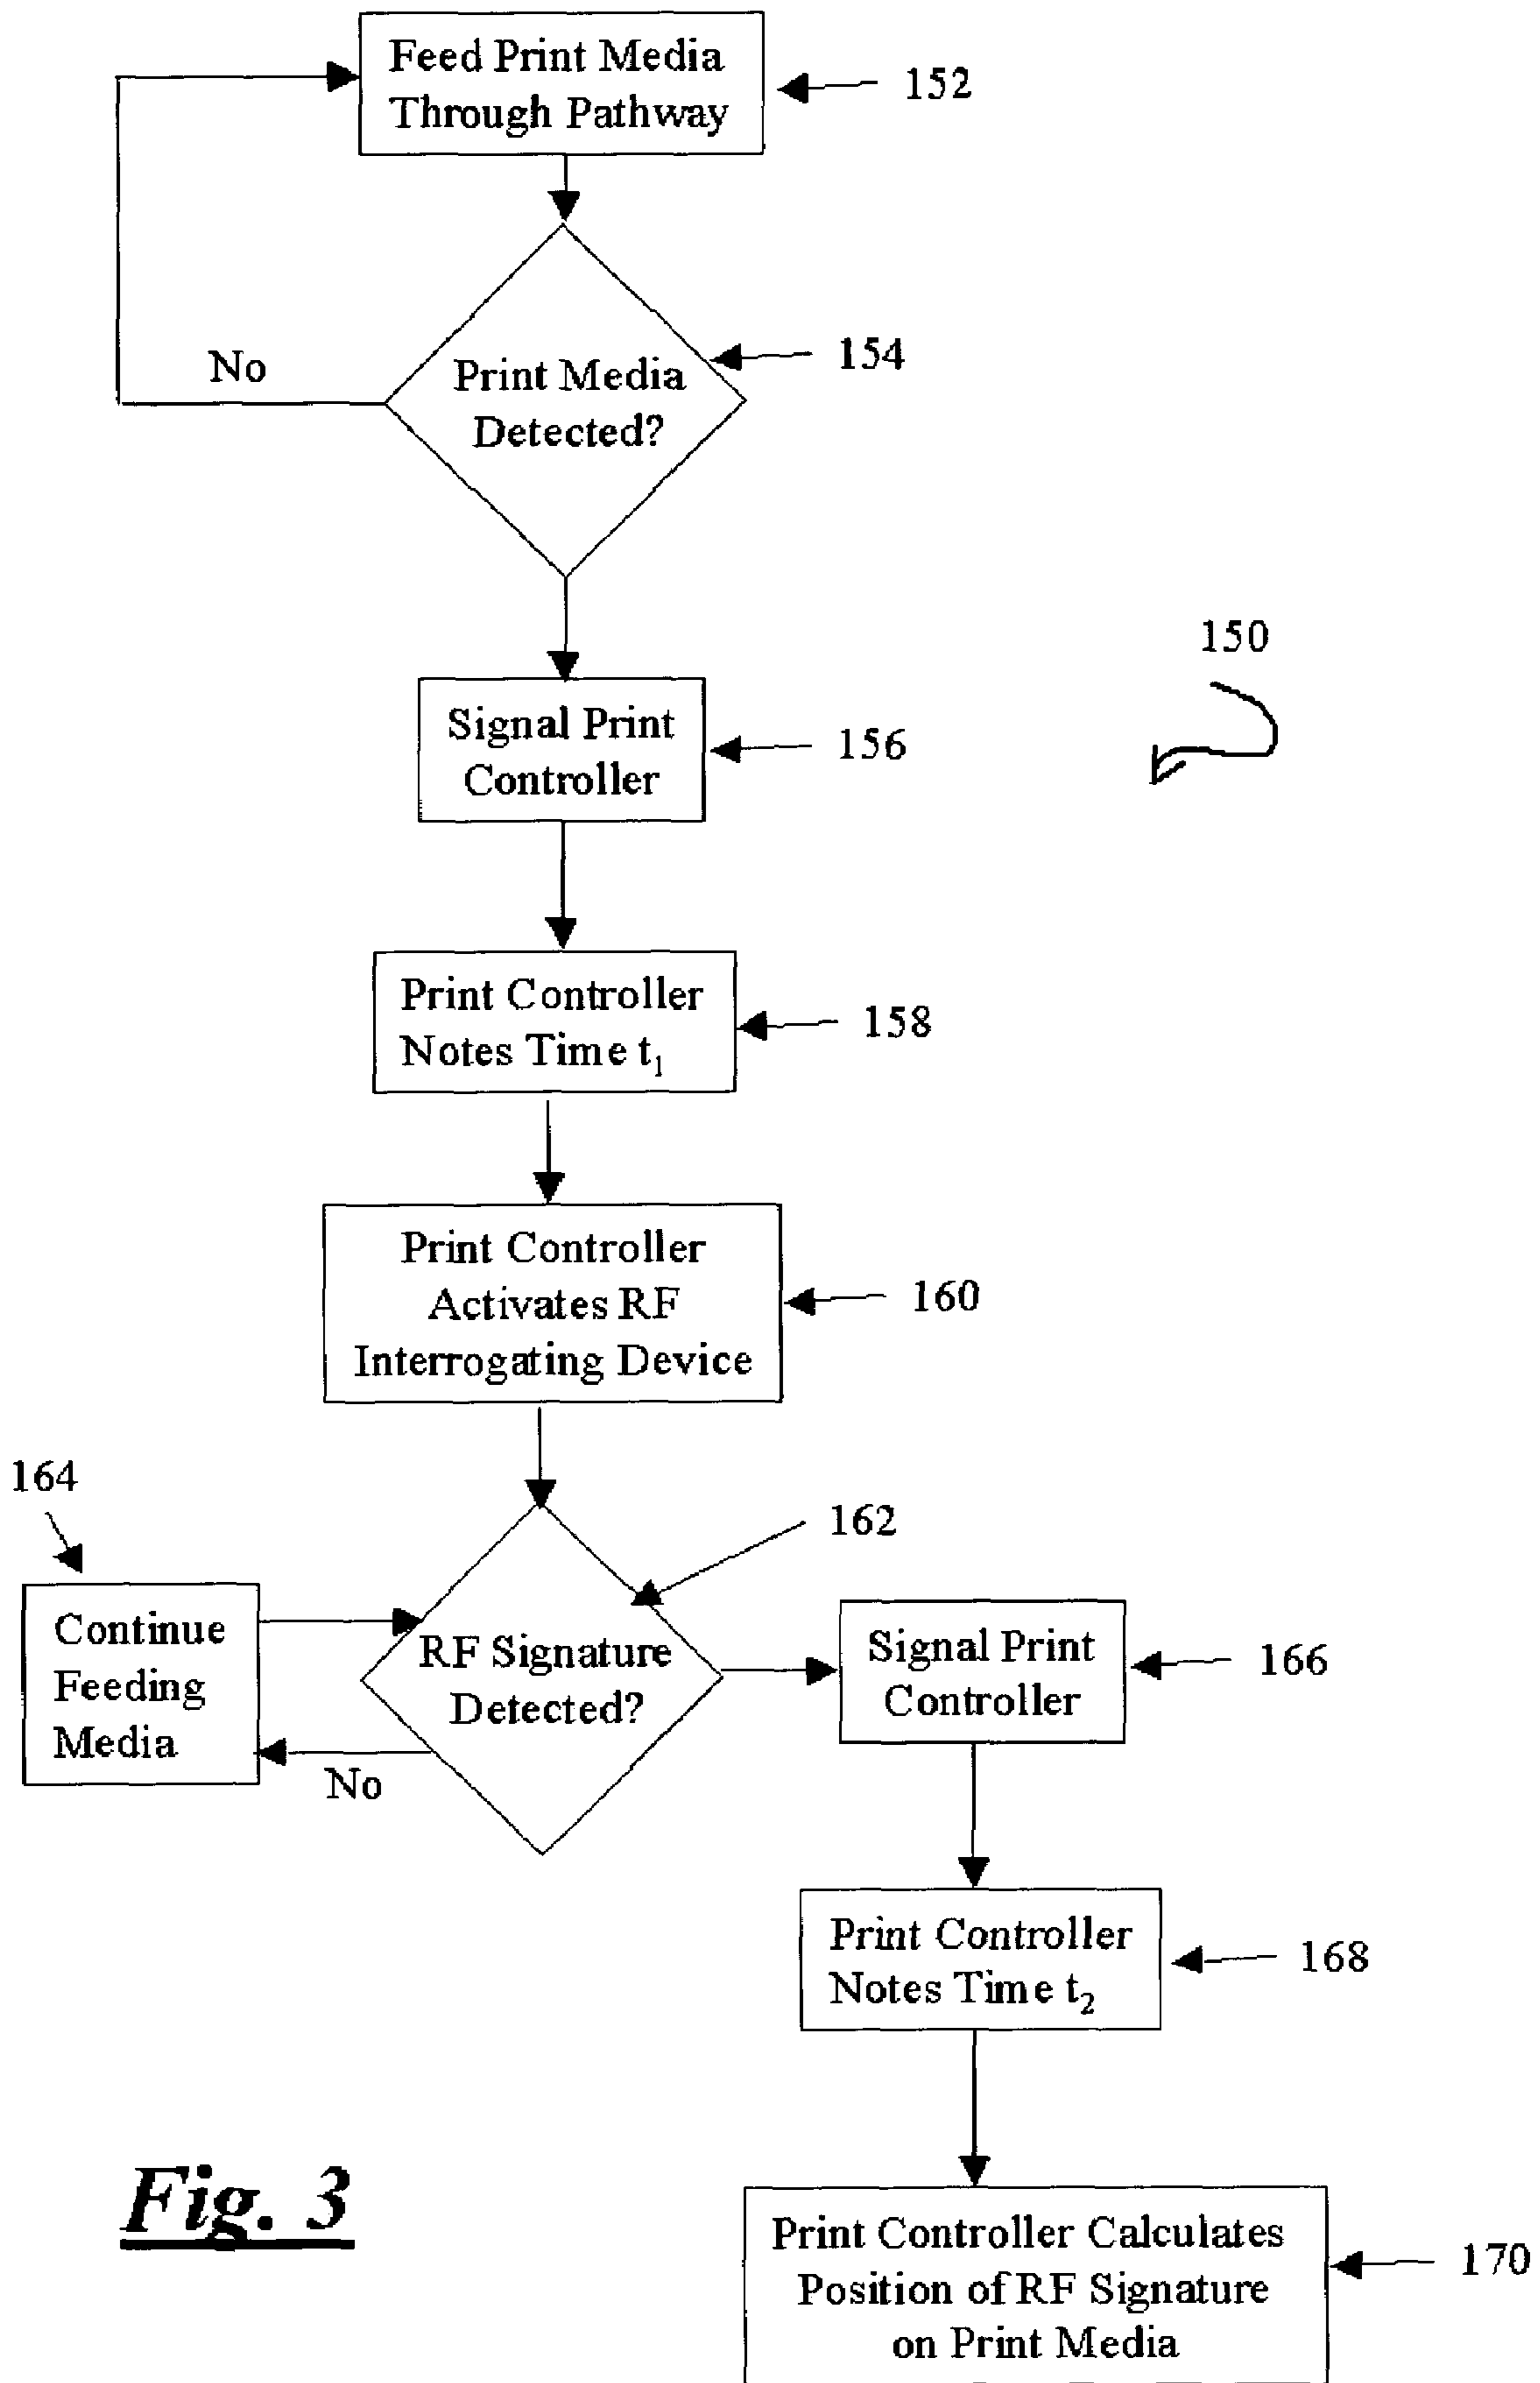 Feed Print Media
Through Pathway
152
No
Print Media
Detected?
154
150
Signal Print
Controller
156
Print Controller
Notes Time t₁
158
Print Controller
Activates RF
Interrogating Device
160
164
162
Continue
Feeding
Media
RF Signature
Detected?
No
Signal Print
Controller
166
Print Controller
Notes Time t₂
168
Fig. 3
Print Controller Calculates
Position of RF Signature
on Print Media
170